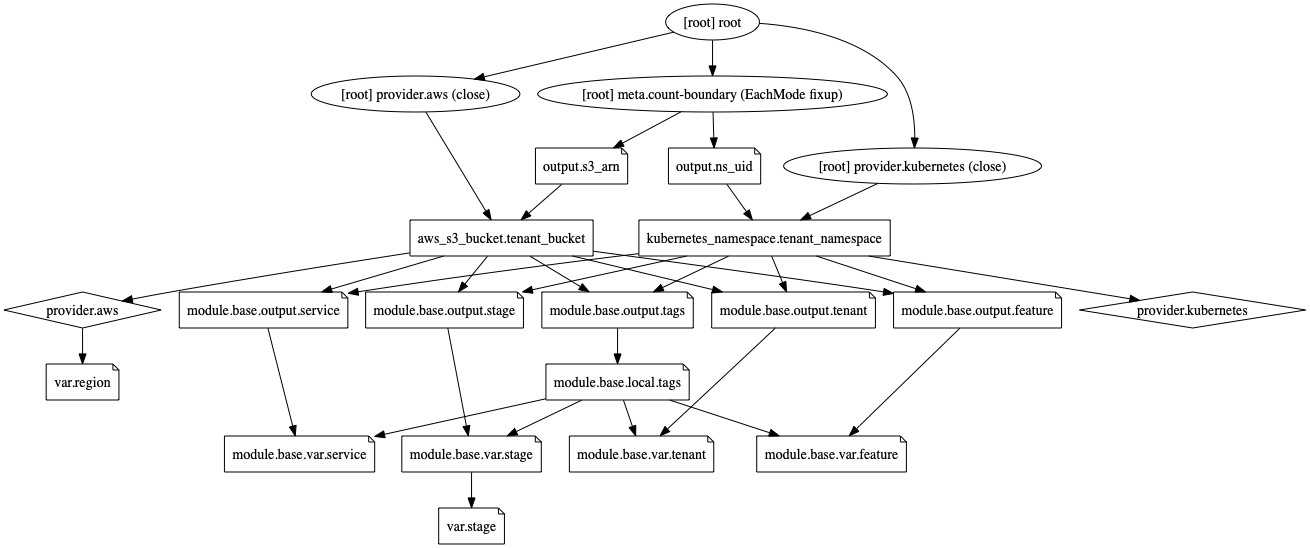 [root] root
[root] provider.aws (close)
[root] meta.count-boundary (EachMode fixup)
output.s3_arn
output.ns_uid
[root] provider.kubernetes (close)
aws_s3_bucket.tenant_bucket
kubernetes_namespace.tenant_namespace
provider.aws
module.base.output.service
module.base.output.stage
module.base.output.tags
module.base.output.tenant
module.base.output.feature
provider.kubernetes
var.region
module.base.local.tags
module.base.var.service
module.base.var.stage
module.base.var.tenant
module.base.var.feature
var.stage